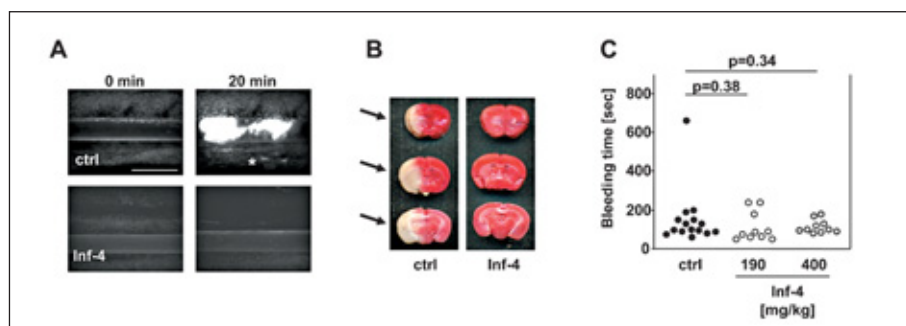 A
0 min
20 min
ctrl
*
Inf-4
B
ctrl
Inf-4
C
p=0.34
p=0.38
Bleeding time [sec]
800
600
400
200
0
ctrl
190
400
Inf-4
[mg/kg]